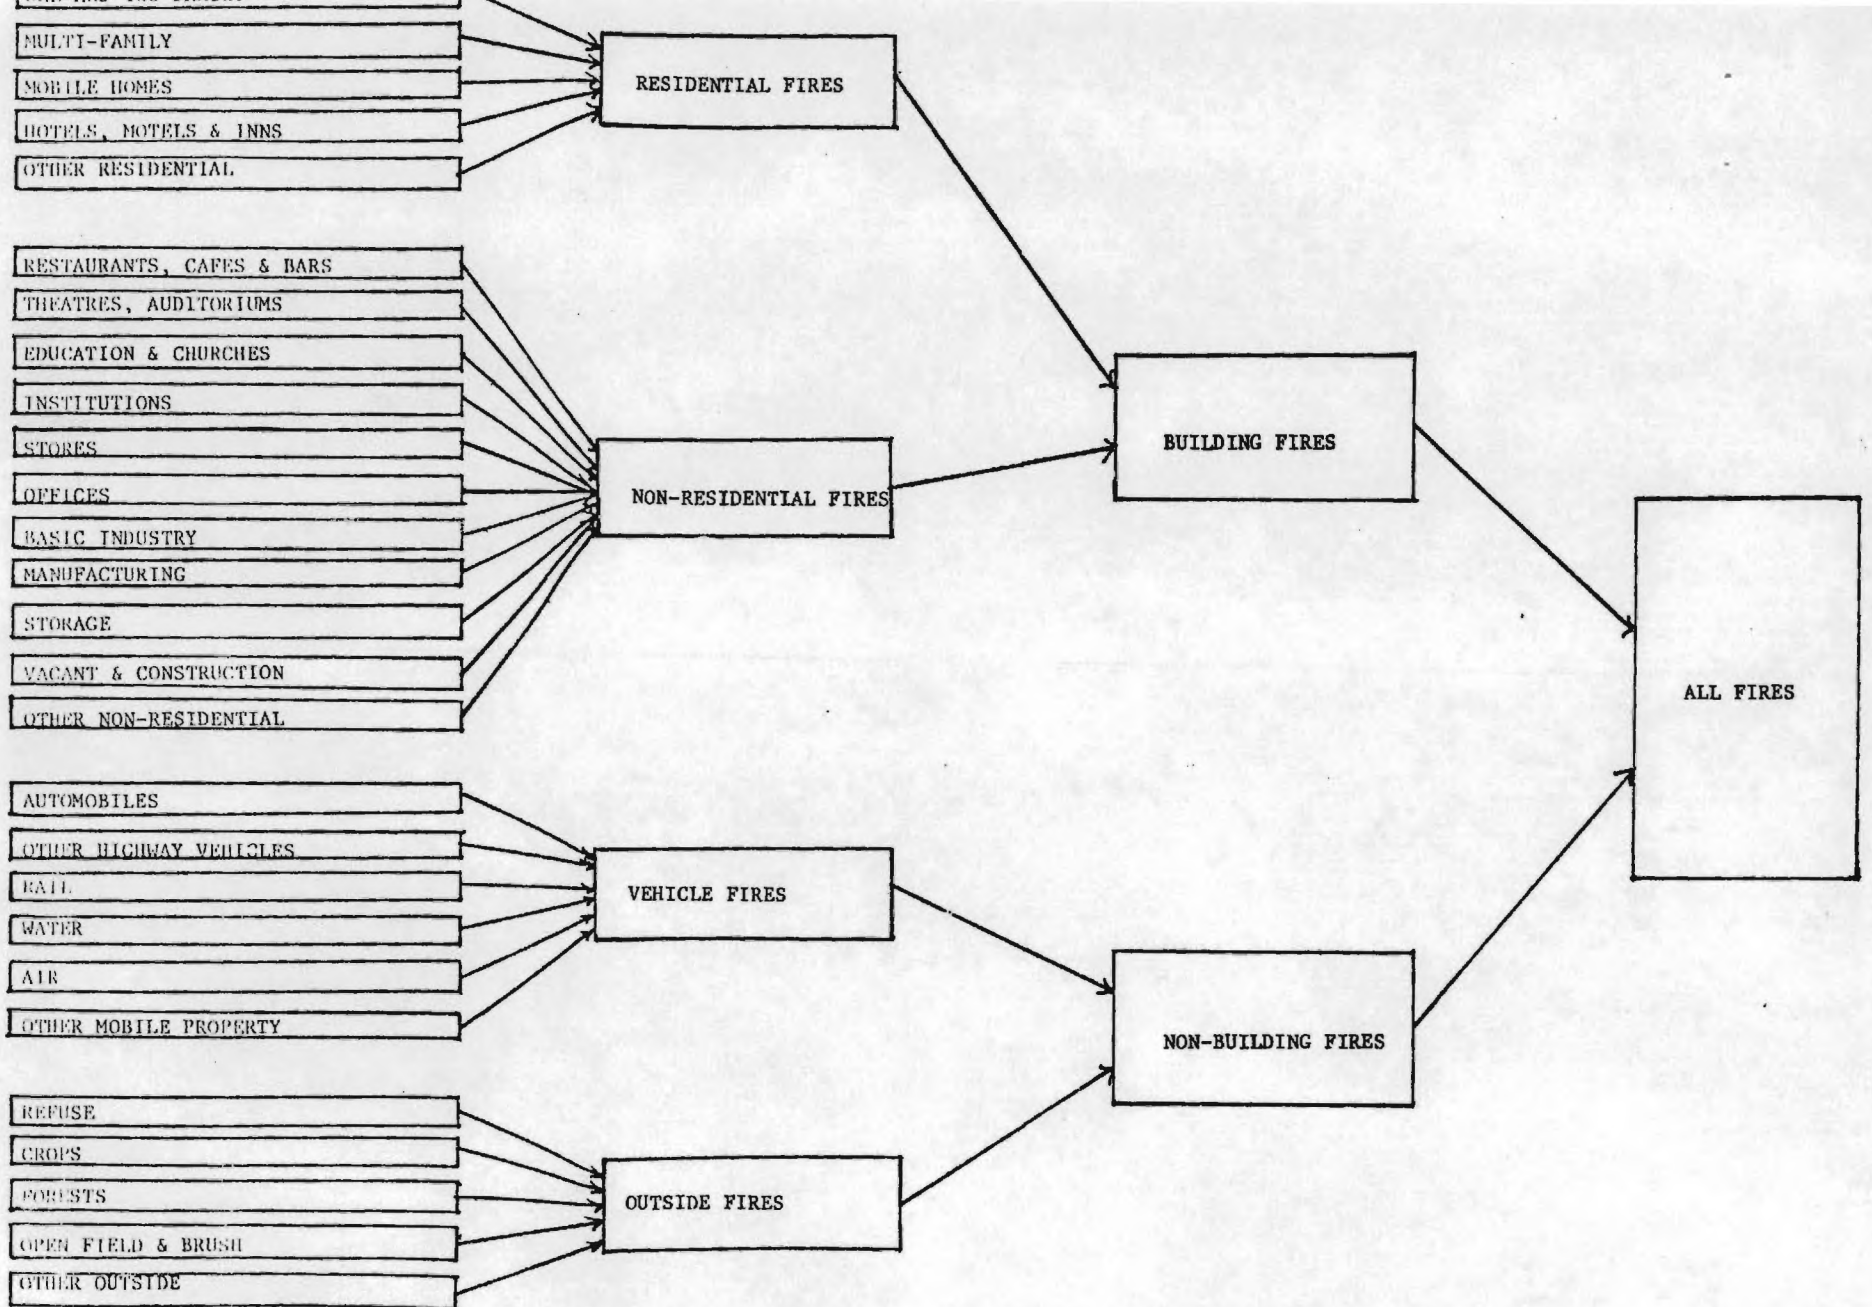 MULTI-FAMILY
MOBILE HOMES
HOTELS, MOTELS & INNS
OTHER RESIDENTIAL
RESIDENTIAL FIRES
RESTAURANTS, CAFES & BARS
THEATRES, AUDITORIUMS
EDUCATION & CHURCHES
INSTITUTIONS
STORES
OFFICES
BASIC INDUSTRY
MANUFACTURING
STORAGE
VACANT & CONSTRUCTION
OTHER NON-RESIDENTIAL
NON-RESIDENTIAL FIRES
BUILDING FIRES
ALL FIRES
AUTOMOBILES
OTHER HIGHWAY VEHICLES
RAIL
WATER
AIR
OTHER MOBILE PROPERTY
VEHICLE FIRES
NON-BUILDING FIRES
REFUSE
CROPS
FORESTS
OPEN FIELD & BRUSH
OTHER OUTSIDE
OUTSIDE FIRES